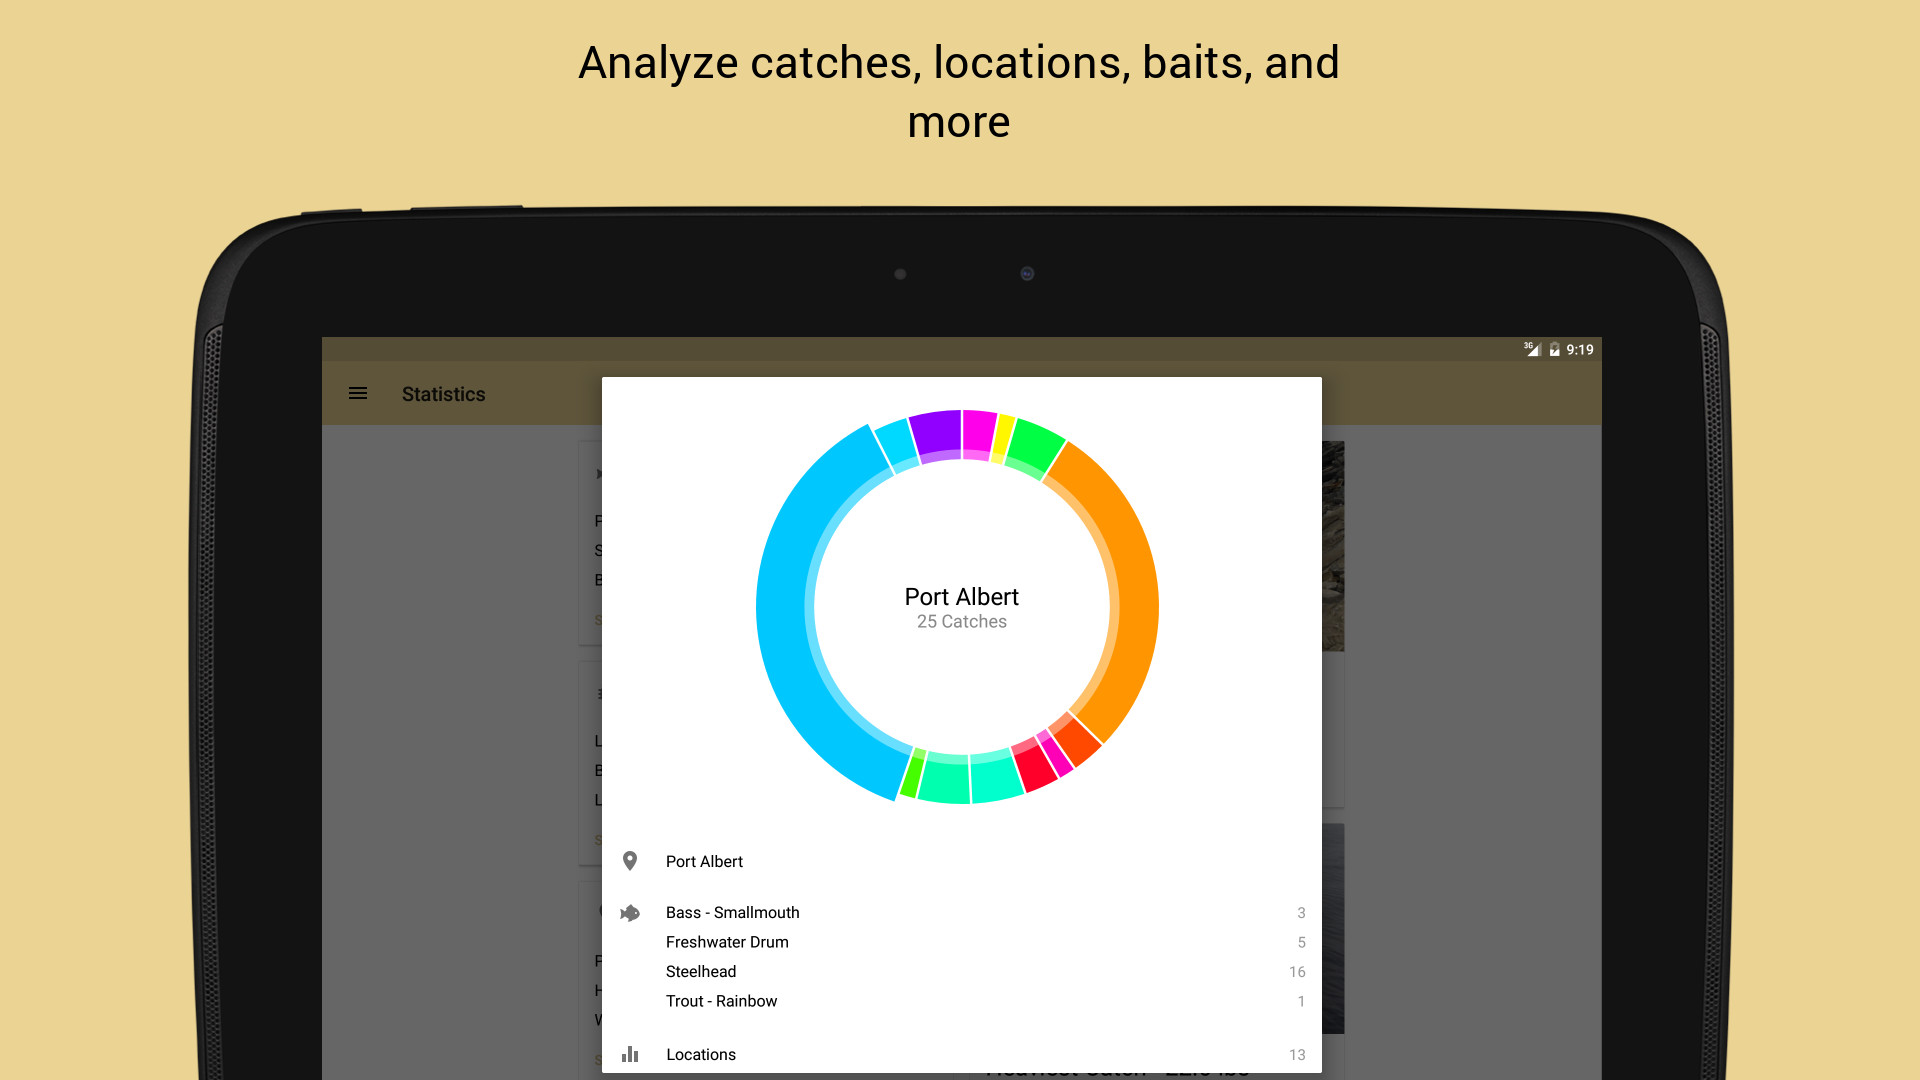 Analyze catches, locations, baits, and
more
3G 9:19
Statistics
Port Albert
25 Catches
Port Albert
Bass - Smallmouth 3
Freshwater Drum 5
Steelhead 16
Trout - Rainbow 1
Locations 13